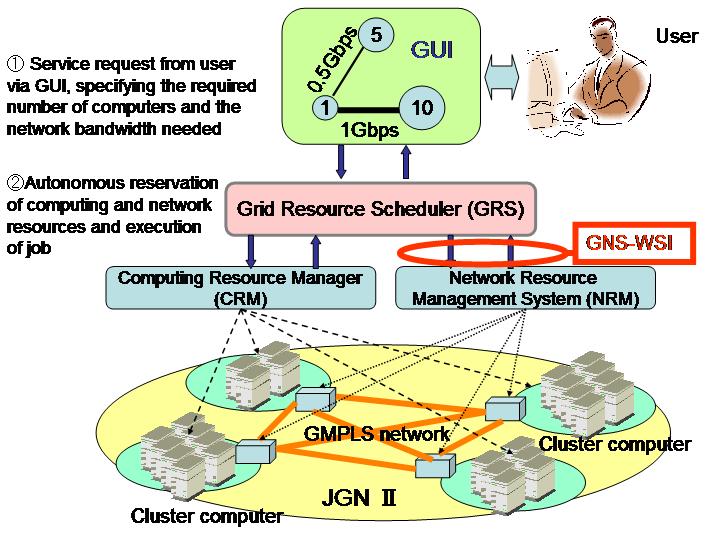 ① Service request from user
via GUI, specifying the required
number of computers and the
network bandwidth needed
GUI
5
0.5Gbps
1
10
1Gbps
User
②Autonomous reservation
of computing and network
resources and execution
of job
Grid Resource Scheduler (GRS)
GNS-WSI
Computing Resource Manager
(CRM)
Network Resource
Management System (NRM)
GMPLS network
Cluster computer
JGN Ⅱ
Cluster computer